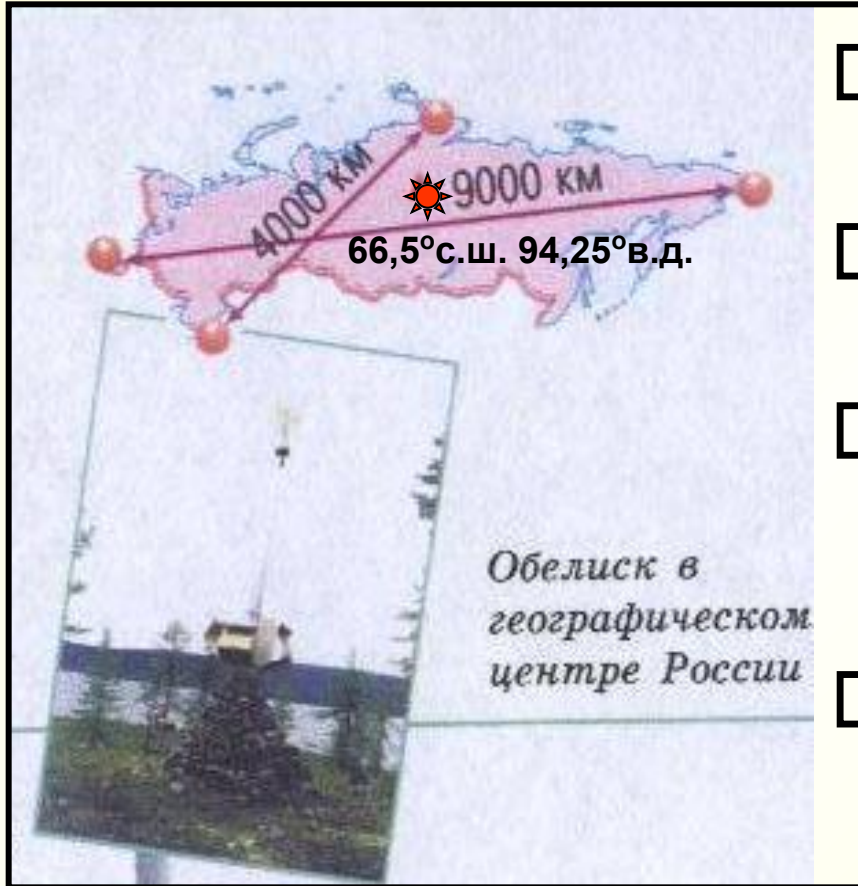 4000 км
9000 км
66,5°с.ш. 94,25°в.д.
Обелиск в
географическом
центре России